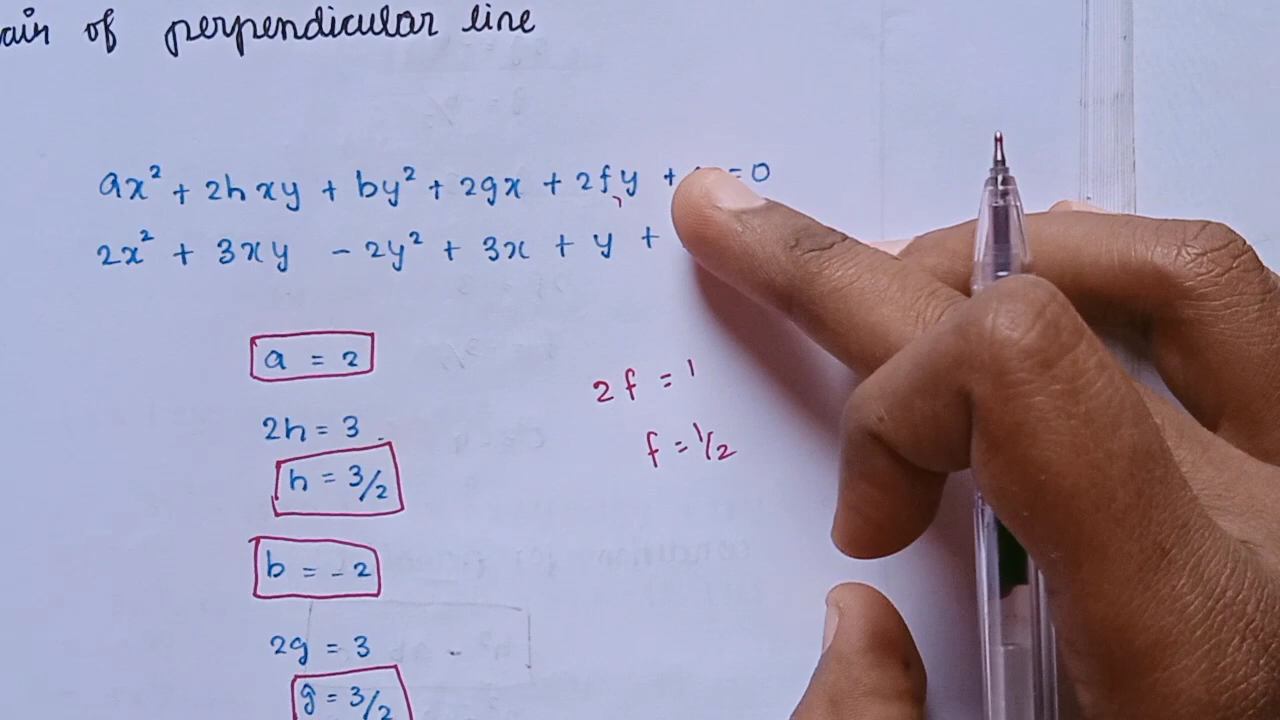 of perpendicular line
ax² + 2hxy + by² + 2gx + 2fy + =0
2x² + 3xy - 2y² + 3x + y +
a = 2
2h = 3
h = 3/2
b = -2
2g = 3
g = 3/2
2f = 1
f = 1/2